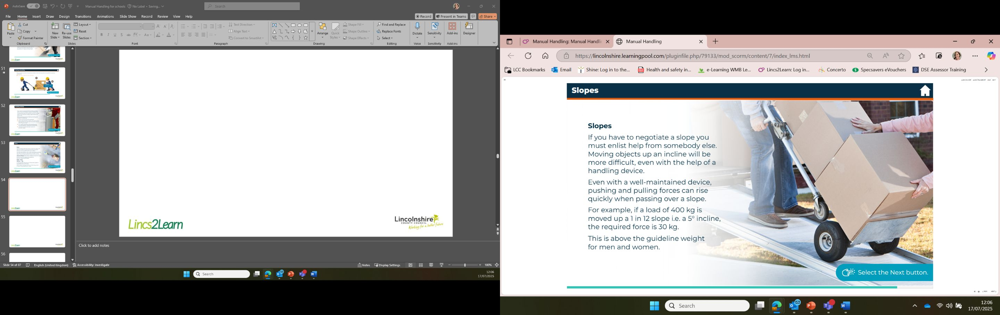 AutoSave
Manual Handling for schools
No Label • Saving...
Search
File
Home
Insert
Draw
Design
Transitions
Animations
Slide Show
Record
Review
View
Help
Record
Present in Teams
Share
Paste
Cut
Copy
Format Painter
Clipboard
New
Slide
Re-use
Slides
Layout
Reset
Section
Slides
Font
Text Direction
Align Text
Convert to SmartArt
Paragraph
Arrange
Quick
Styles
Shape Fill
Shape Outline
Shape Effects
Drawing
Find and Replace
Replace Fonts
Select
Editing
Dictate
Voice
Sensitivity
Sensitivity
Add-ins
Add-ins
Designer
51
52
53
54
55
56
Lincs2Learn
Lincolnshire
COUNTY COUNCIL
Working for a better future
Click to add notes
Slide 54 of 87
English (United Kingdom)
Accessibility: Investigate
Notes
Display Settings
100%
Search
12:06
17/07/2025
Manual Handling: Manual Handlin
Manual Handling
https://lincolnshire.learningpool.com/pluginfile.php/79133/mod_scorm/content/7/index_lms.html
LCC Bookmarks
Email
Shine: Log in to the...
Health and safety in...
e-Learning WMB Le...
Lincs2Learn: Log in...
Concerto
Specsavers eVouchers
DSE Assessor Training
Slopes
Slopes
If you have to negotiate a slope you
must enlist help from somebody else.
Moving objects up an incline will be
more difficult, even with the help of a
handling device.
Even with a well-maintained device,
pushing and pulling forces can rise
quickly when passing over a slope.
For example, if a load of 400 kg is
moved up a 1 in 12 slope i.e. a 5° incline,
the required force is 30 kg.
This is above the guideline weight
for men and women.
Select the Next button.
Search
12:06
17/07/2025